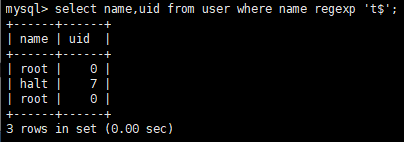 mysql> select name,uid from user where name regexp 't$';
+------+------+
| name | uid  |
+------+------+
| root |    0 |
| halt |    7 |
| root |    0 |
+------+------+
3 rows in set (0.00 sec)